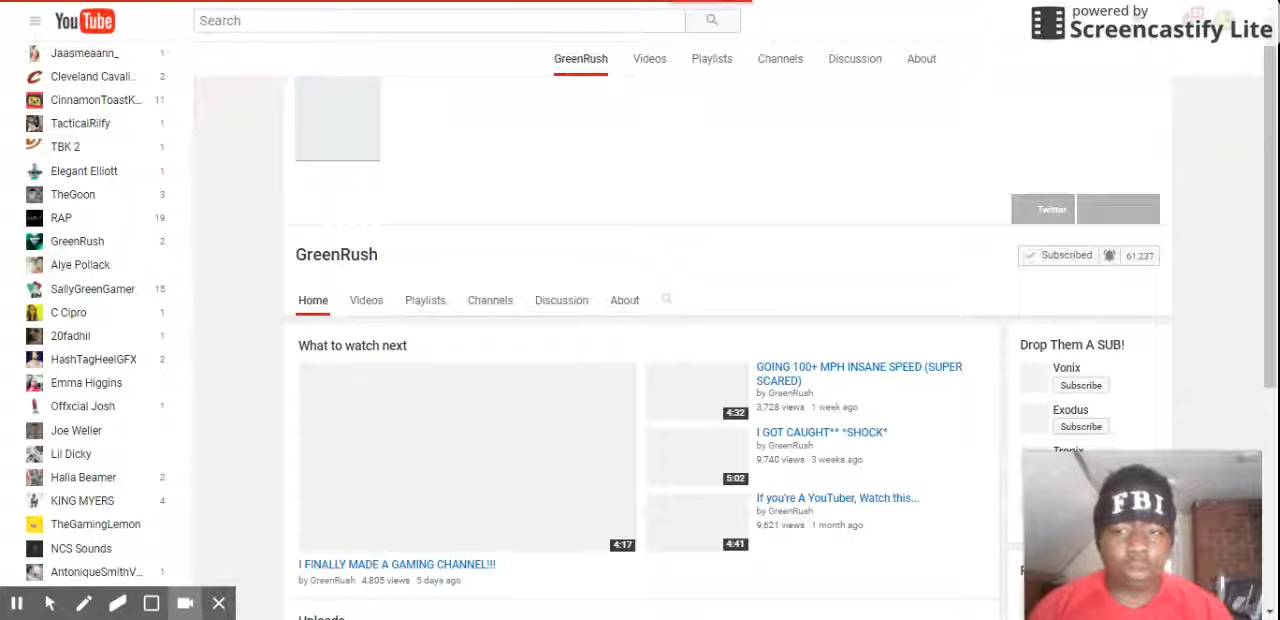 YouTube
Search
powered by
Screencastify Lite
GreenRush Videos Playlists Channels Discussion About
Jaasmeaann_ 1
Cleveland Cavali... 2
CinnamonToastK... 11
TacticalRilfy 1
TBK 2 1
Elegant Elliott 1
TheGoon 3
RAP 19
GreenRush 2
Alye Pollack
SallyGreenGamer 15
C Cipro 1
20fadhil 1
HashTagHeelGFX 2
Emma Higgins
Offxcial Josh 1
Joe Weller
Lil Dicky
Halia Beamer 2
KING MYERS 4
TheGamingLemon
NCS Sounds
AntoniqueSmithV... 1
Twitter
GreenRush
Subscribed 61,237
Home Videos Playlists Channels Discussion About
What to watch next
4:17
I FINALLY MADE A GAMING CHANNEL!!!
by GreenRush 4,805 views 5 days ago
4:32
GOING 100+ MPH INSANE SPEED (SUPER
SCARED)
by GreenRush
3,728 views 1 week ago
5:02
I GOT CAUGHT** *SHOCK*
by GreenRush
9,740 views 3 weeks ago
4:41
If you're A YouTuber, Watch this...
by GreenRush
9,621 views 1 month ago
Uploads
Drop Them A SUB!
Vonix
Subscribe
Exodus
Subscribe
Tronix
FBI